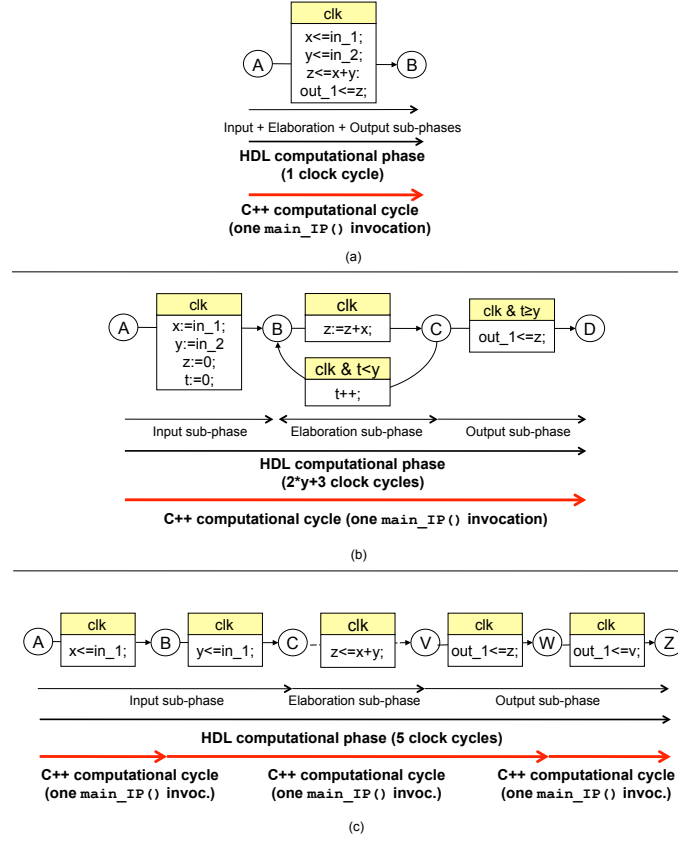 clk
x<=in_1;
y<=in_2;
z<=x+y:
out_1<=z;
A
B
Input + Elaboration + Output sub-phases
HDL computational phase
(1 clock cycle)
C++ computational cycle
(one main_IP() invocation)
(a)
A
clk
x:=in_1;
y:=in_2
z:=0;
t:=0;
B
clk
z:=z+x;
clk & t<y
t++;
C
clk & t≥y
out_1<=z;
D
Input sub-phase
Elaboration sub-phase
Output sub-phase
HDL computational phase
(2*y+3 clock cycles)
C++ computational cycle (one main_IP() invocation)
(b)
A
clk
x<=in_1;
B
clk
y<=in_1;
C
clk
z<=x+y;
V
clk
out_1<=z;
W
clk
out_1<=v;
Z
Input sub-phase
Elaboration sub-phase
Output sub-phase
HDL computational phase (5 clock cycles)
C++ computational cycle
(one main_IP() invoc.)
C++ computational cycle
(one main_IP() invoc.)
C++ computational cycle
(one main_IP() invoc.)
(c)